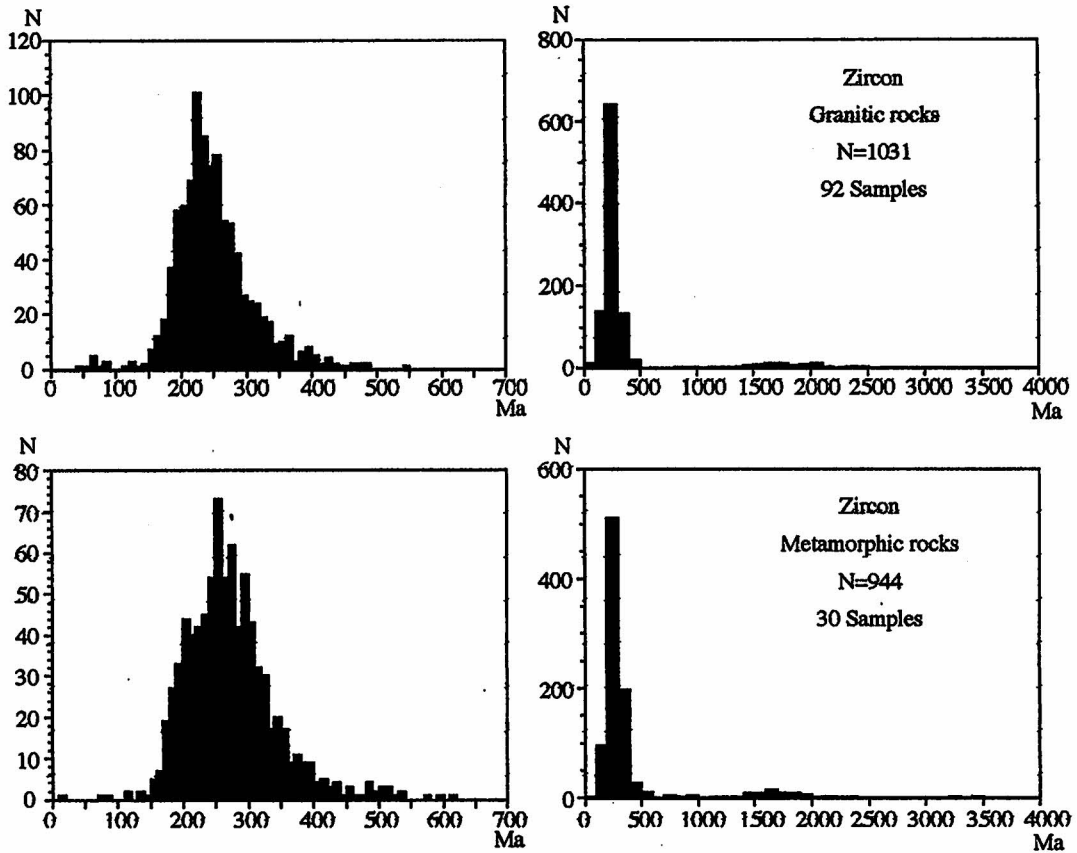 N
120
100
80
60
40
20
0
0 100 200 300 400 500 600 700
Ma
N
800
600
400
200
0
0 500 1000 1500 2000 2500 3000 3500 4000
Ma
Zircon
Granitic rocks
N=1031
92 Samples
N
80
70
60
50
40
30
20
10
0
0 100 200 300 400 500 600 700
Ma
N
600
400
200
0
0 500 1000 1500 2000 2500 3000 3500 4000
Ma
Zircon
Metamorphic rocks
N=944
30 Samples